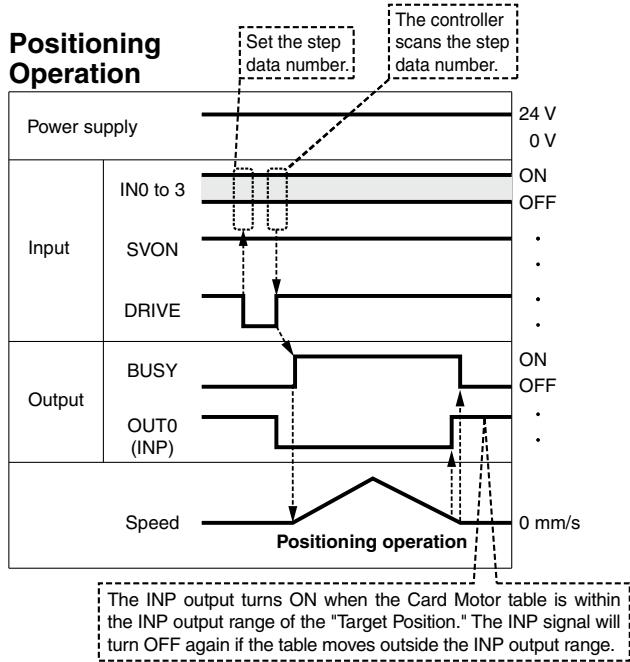 Positioning
Operation
Set the step
data number.
The controller
scans the step
data number.
Power supply
24 V
0 V
Input
IN0 to 3
ON
OFF
SVON
DRIVE
Output
BUSY
ON
OFF
OUT0
(INP)
Speed
0 mm/s
Positioning operation
The INP output turns ON when the Card Motor table is within
the INP output range of the "Target Position." The INP signal will
turn OFF again if the table moves outside the INP output range.